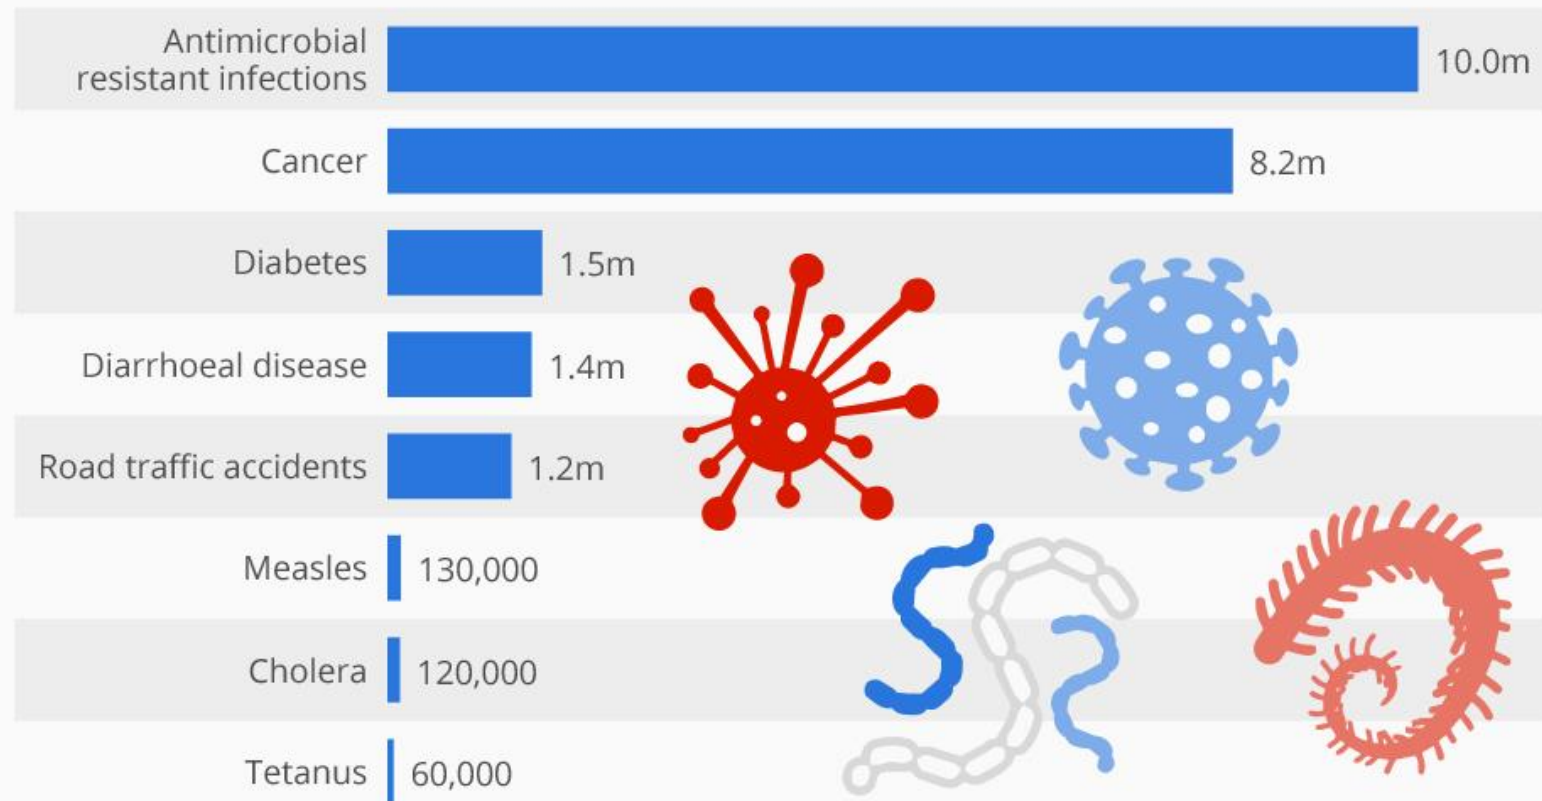 Antimicrobial
resistant infections 10.0m
Cancer 8.2m
Diabetes 1.5m
Diarrhoeal disease 1.4m
Road traffic accidents 1.2m
Measles 130,000
Cholera 120,000
Tetanus 60,000